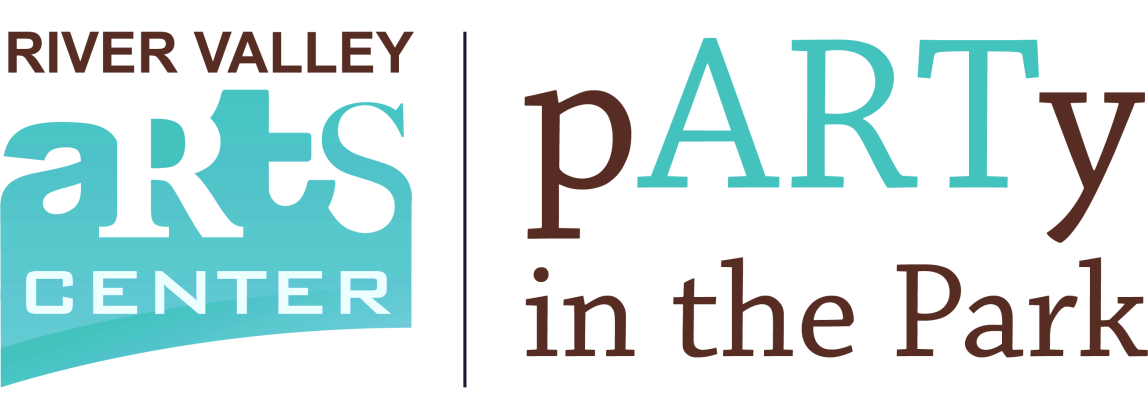 RIVER VALLEY
aRtS
CENTER
pARTy
in the Park